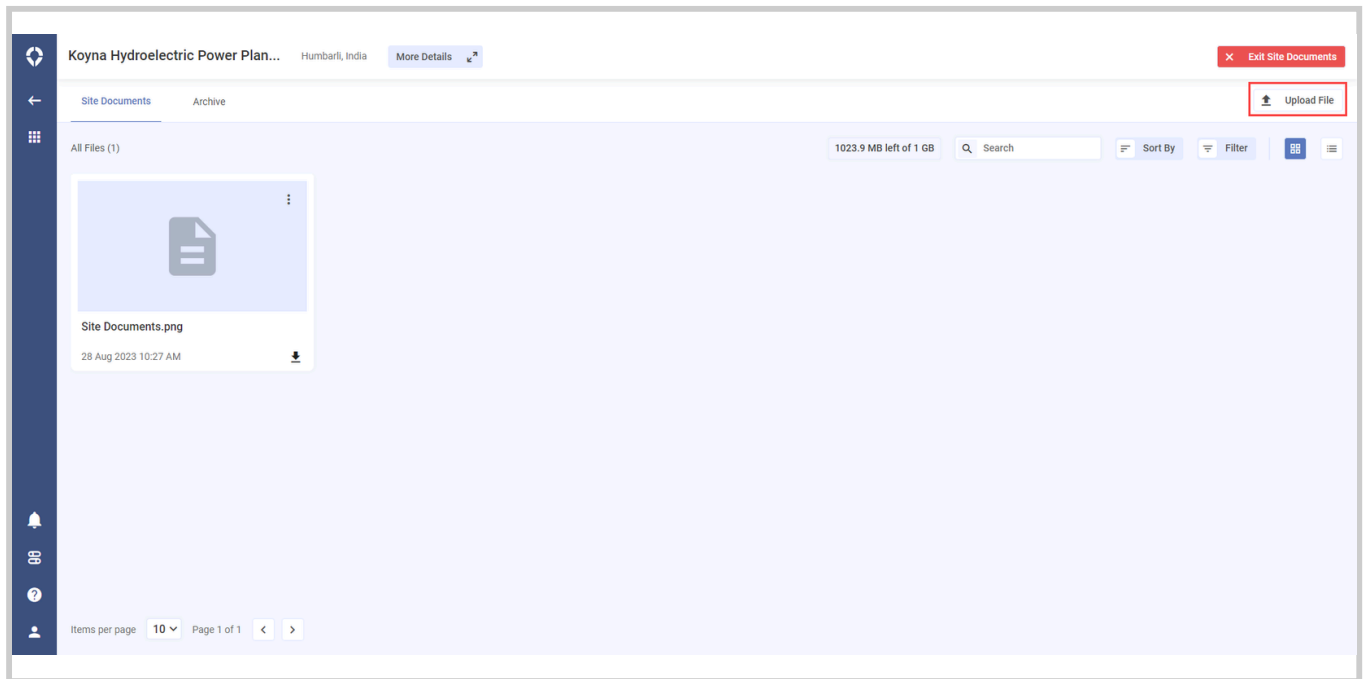 Koyna Hydroelectric Power Plan... Humbarli, India More Details Exit Site Documents
Site Documents Archive Upload File
All Files (1) 1023.9 MB left of 1 GB Search Sort By Filter
Site Documents.png
28 Aug 2023 10:27 AM
Items per page 10 Page 1 of 1